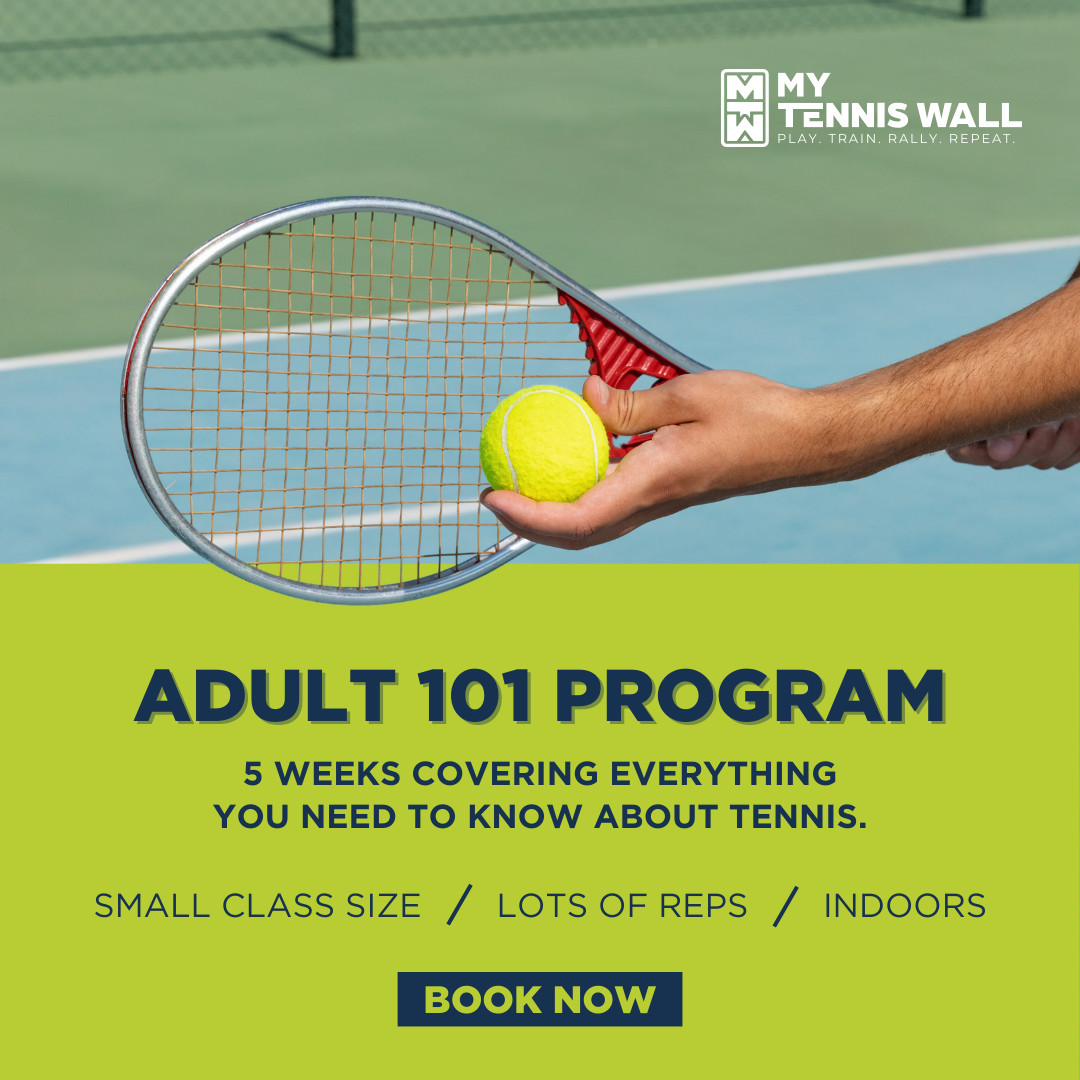 MTW
MY
TENNIS WALL
PLAY. TRAIN. RALLY. REPEAT.
ADULT 101 PROGRAM
5 WEEKS COVERING EVERYTHING
YOU NEED TO KNOW ABOUT TENNIS.
SMALL CLASS SIZE / LOTS OF REPS / INDOORS
BOOK NOW